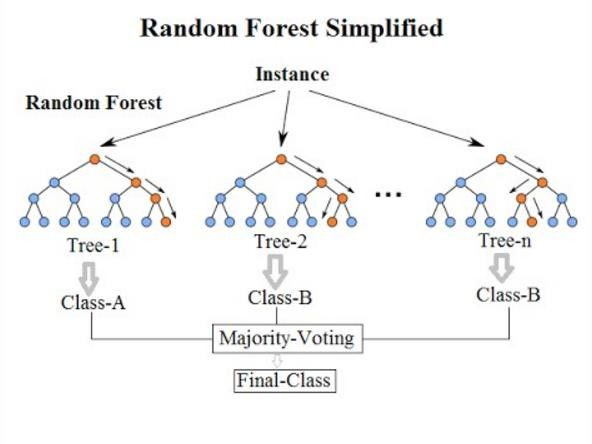 Random Forest Simplified
Instance
Random Forest
...
Tree-1
Tree-2
Tree-n
Class-A
Class-B
Class-B
Majority-Voting
Final-Class